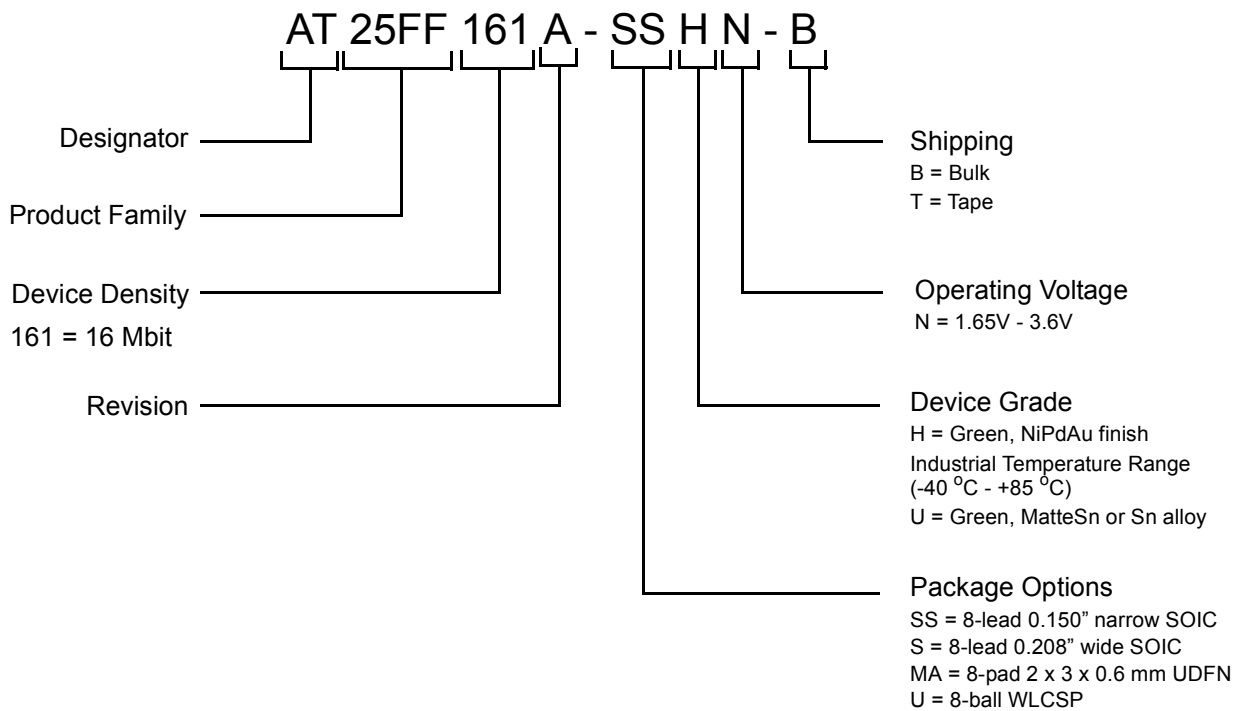 AT 25FF 161 A - SS H N - B
Designator
Product Family
Device Density
161 = 16 Mbit
Revision
Shipping
B = Bulk
T = Tape
Operating Voltage
N = 1.65V - 3.6V
Device Grade
H = Green, NiPdAu finish
Industrial Temperature Range
(-40 °C - +85 °C)
U = Green, MatteSn or Sn alloy
Package Options
SS = 8-lead 0.150” narrow SOIC
S = 8-lead 0.208” wide SOIC
MA = 8-pad 2 x 3 x 0.6 mm UDFN
U = 8-ball WLCSP